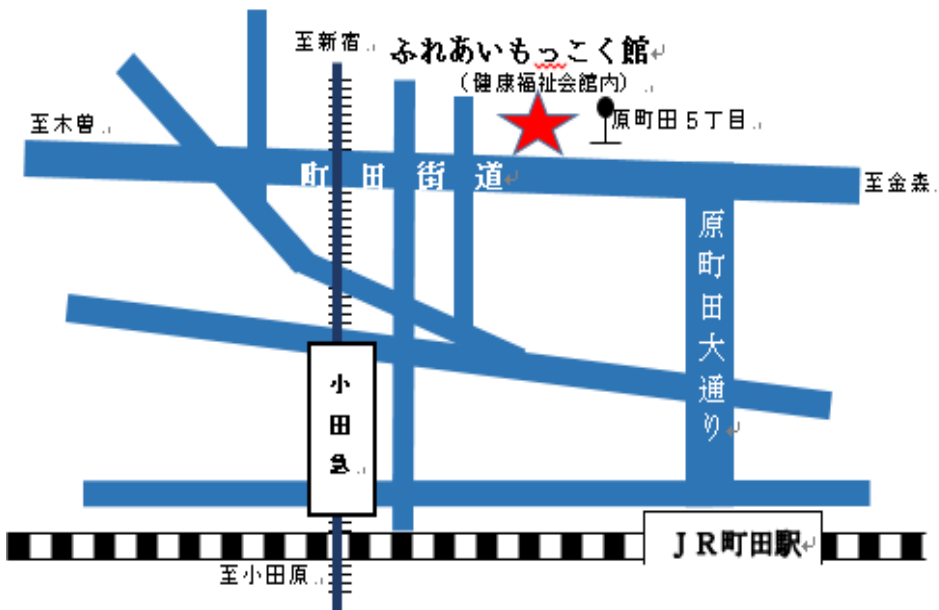 至新宿
ふれあいもっこく館
（健康福祉会館内）
原町田５丁目
至木曽
町田街道
至金森
原町田大通り
小田急
ＪＲ町田駅
至小田原